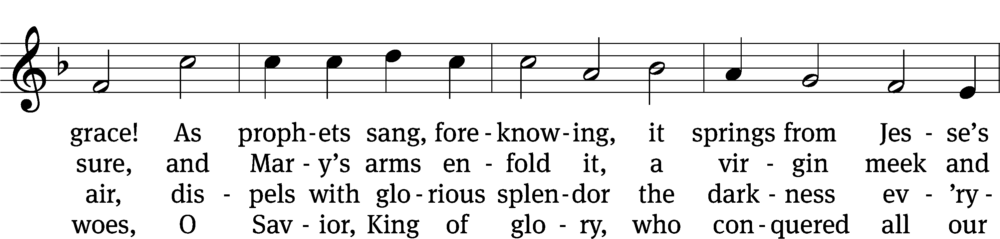 grace! As proph-ets sang, fore-know-ing, it springs from Jes-se’s
sure, and Mar-y’s arms en-fold it, a vir-gin meek and
air, dis-pels with glo-rious splen-dor the dark-ness ev-’ry-
woes, O Sav-ior, King of glo-ry, who con-quered all our